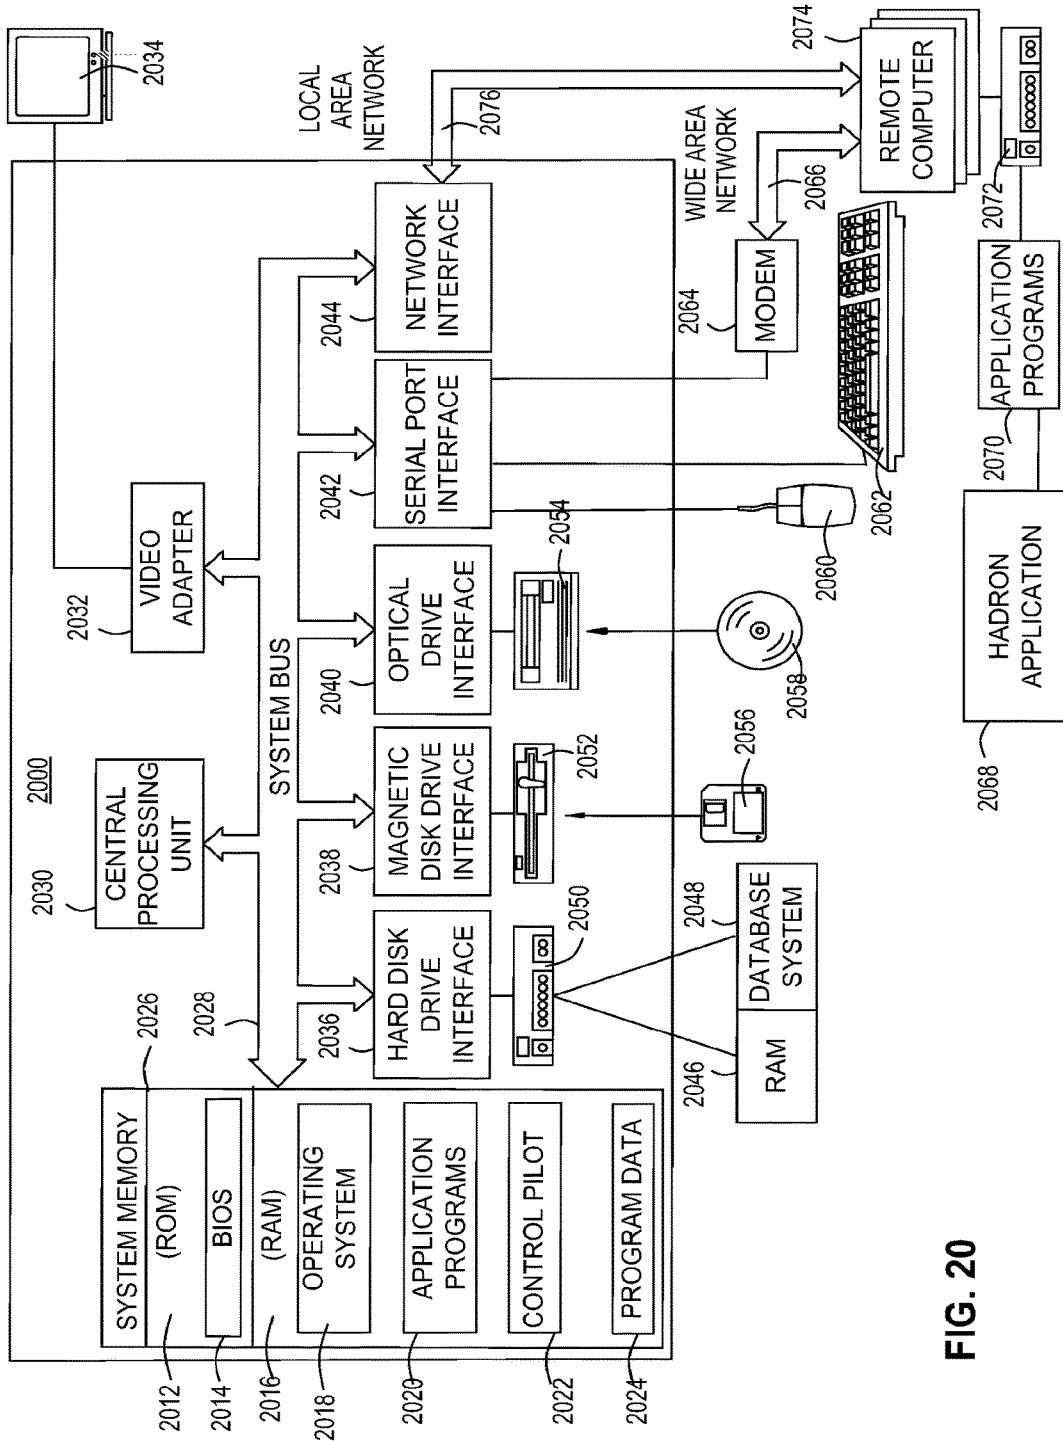 2000
SYSTEM MEMORY
(ROM)
BIOS
(RAM)
OPERATING
SYSTEM
APPLICATION
PROGRAMS
CONTROL PILOT
PROGRAM DATA
2012
2014
2016
2018
2020
2022
2024
2026
2028
2030
CENTRAL
PROCESSING
UNIT
SYSTEM BUS
2032
VIDEO
ADAPTER
2034
2036
HARD DISK
DRIVE
INTERFACE
2038
MAGNETIC
DISK DRIVE
INTERFACE
2040
OPTICAL
DRIVE
INTERFACE
2042
SERIAL PORT
INTERFACE
2044
NETWORK
INTERFACE
LOCAL
AREA
NETWORK
2076
2050
2052
2054
2046
RAM
2048
DATABASE
SYSTEM
2056
2058
2060
2062
2064
MODEM
WIDE AREA
NETWORK
2066
2074
REMOTE
COMPUTER
2072
2070
APPLICATION
PROGRAMS
2068
HADRON
APPLICATION
FIG. 20